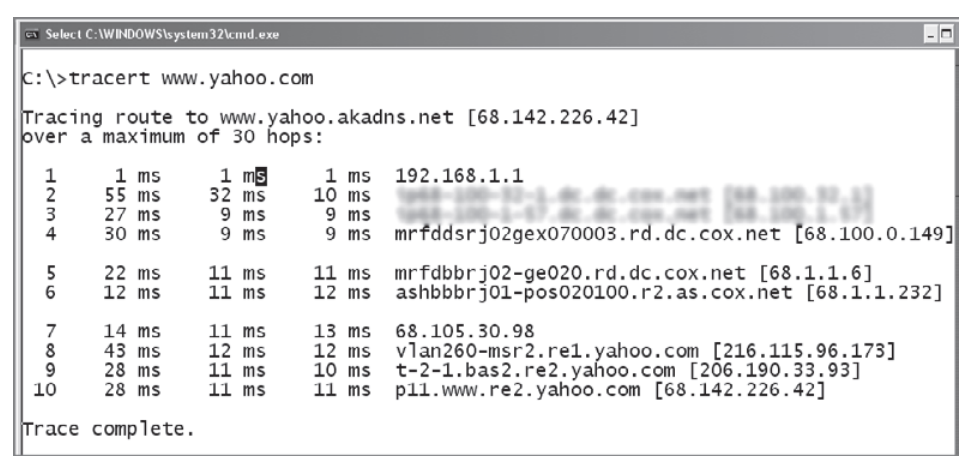 Select C:\WINDOWS\system32\cmd.exe
C:\>tracert www.yahoo.com
Tracing route to www.yahoo.akadns.net [68.142.226.42]
over a maximum of 30 hops:
1 1 ms 1 ms 1 ms 192.168.1.1
2 55 ms 32 ms 10 ms
3 27 ms 9 ms 9 ms
4 30 ms 9 ms 9 ms mrfddsrj02gex070003.rd.dc.cox.net [68.100.0.149]
5 22 ms 11 ms 11 ms mrfdbbrj02-ge020.rd.dc.cox.net [68.1.1.6]
6 12 ms 11 ms 12 ms ashbbbrj01-pos020100.r2.as.cox.net [68.1.1.232]
7 14 ms 11 ms 13 ms 68.105.30.98
8 43 ms 12 ms 12 ms vlan260-msr2.re1.yahoo.com [216.115.96.173]
9 28 ms 11 ms 10 ms t-2-1.bas2.re2.yahoo.com [206.190.33.93]
10 28 ms 11 ms 11 ms p11.www.re2.yahoo.com [68.142.226.42]
Trace complete.